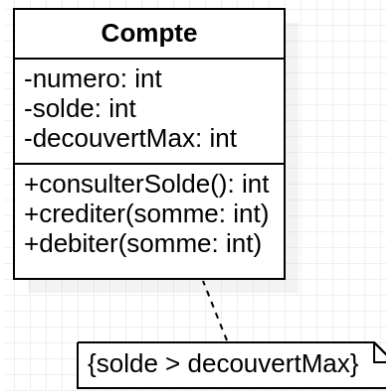 Compte
-numero: int
-solde: int
-decouvertMax: int
+consulterSolde(): int
+crediter(somme: int)
+debiter(somme: int)
{solde > decouvertMax}